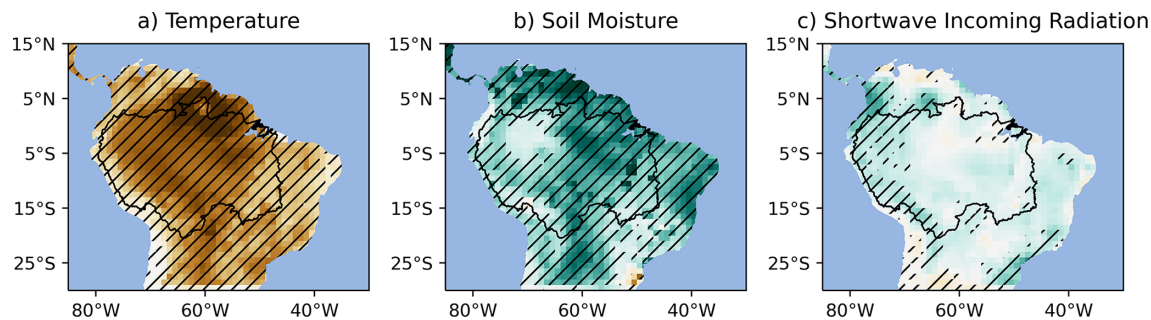 a) Temperature
b) Soil Moisture
c) Shortwave Incoming Radiation
15°N
5°N
5°S
15°S
25°S
80°W 60°W 40°W
15°N
5°N
5°S
15°S
25°S
80°W 60°W 40°W
15°N
5°N
5°S
15°S
25°S
80°W 60°W 40°W